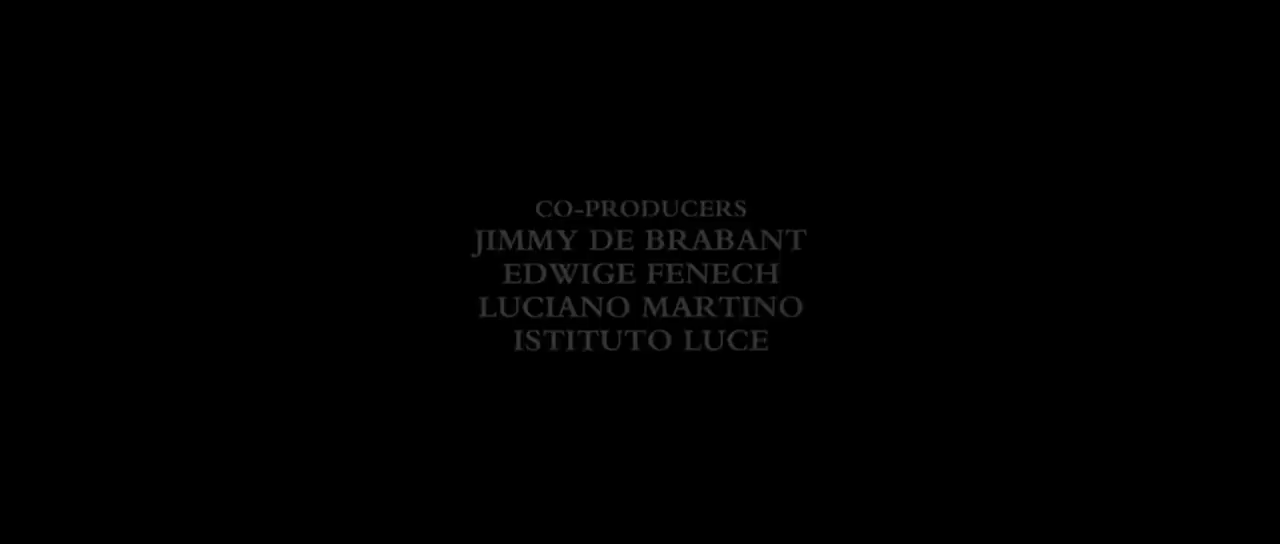 CO-PRODUCERS
JIMMY DE BRABANT
EDWIGE FENECH
LUCIANO MARTINO
ISTITUTO LUCE